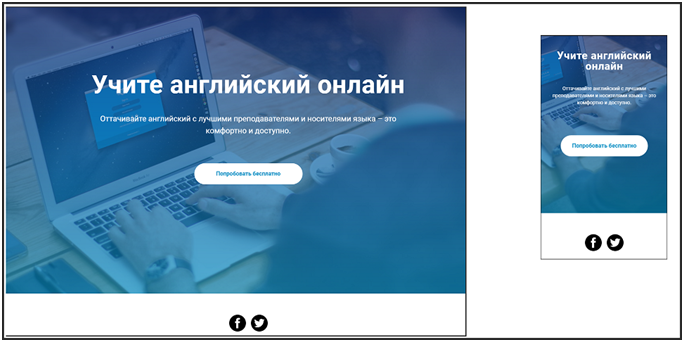 Учите английский онлайн
Оттачивайте английский с лучшими преподавателями и носителями языка – это
комфортно и доступно.
Попробовать бесплатно
Учите английский
онлайн
Оттачивайте английский с лучшими
преподавателями и носителями языка – это
комфортно и доступно.
Попробовать бесплатно